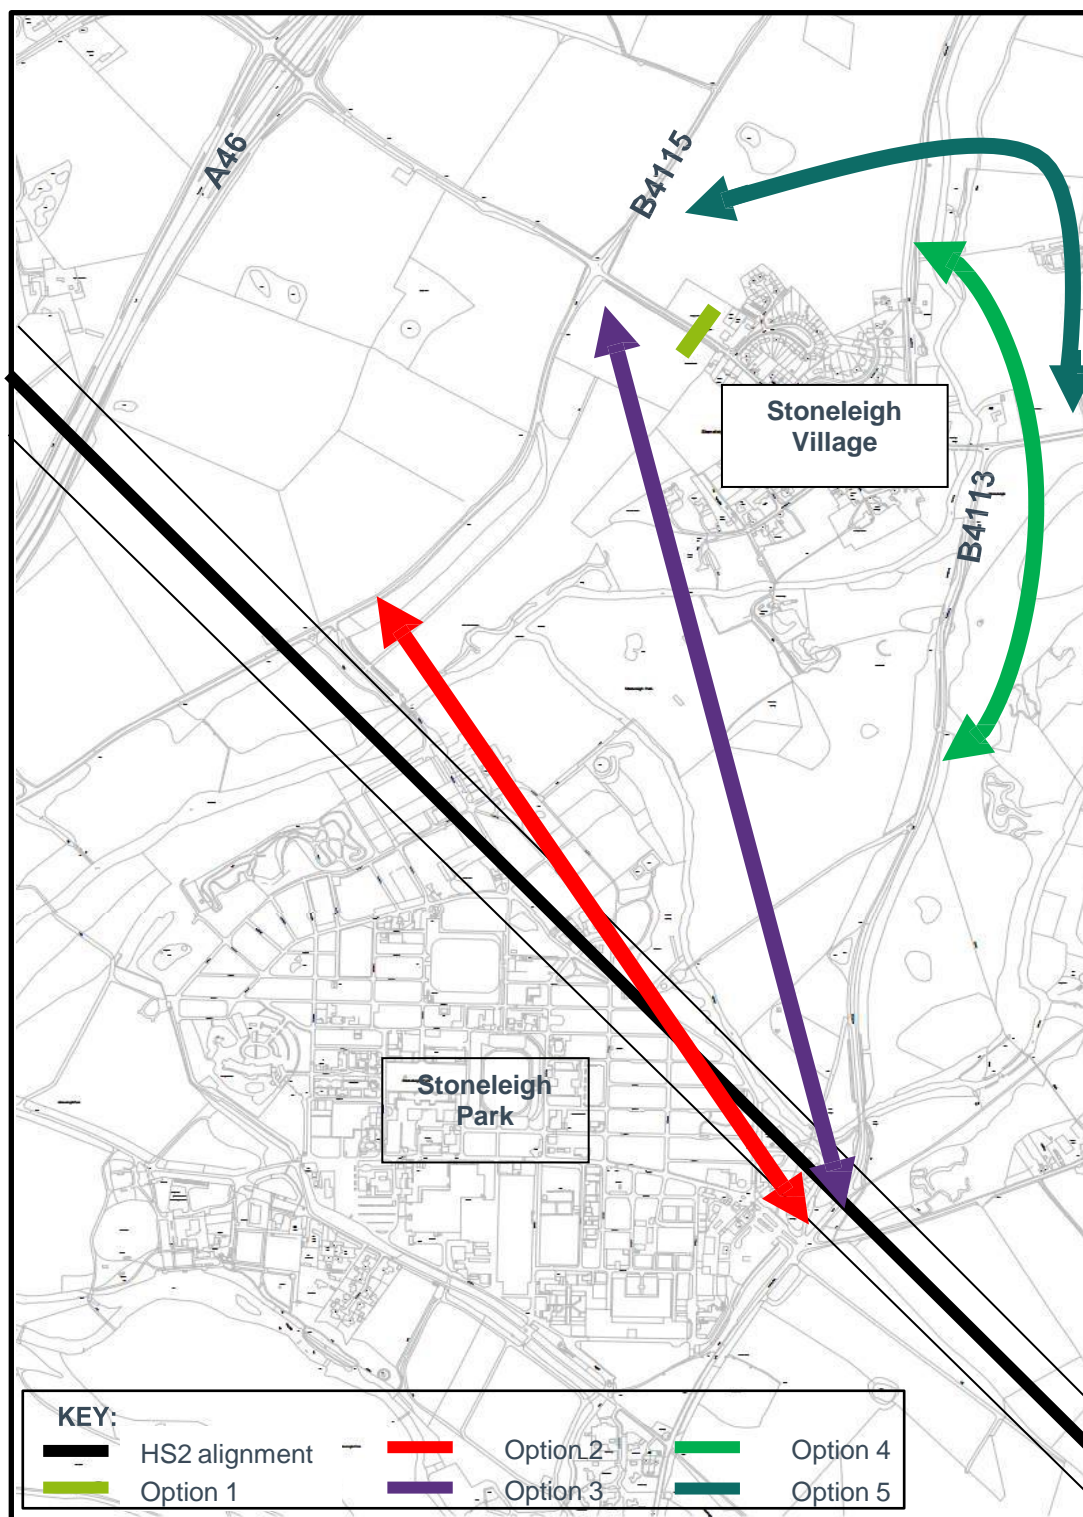 A46
B4115
Stoneleigh
Village
B4113
Stoneleigh
Park
KEY:
HS2 alignment
Option 2
Option 4
Option 1
Option 3
Option 5